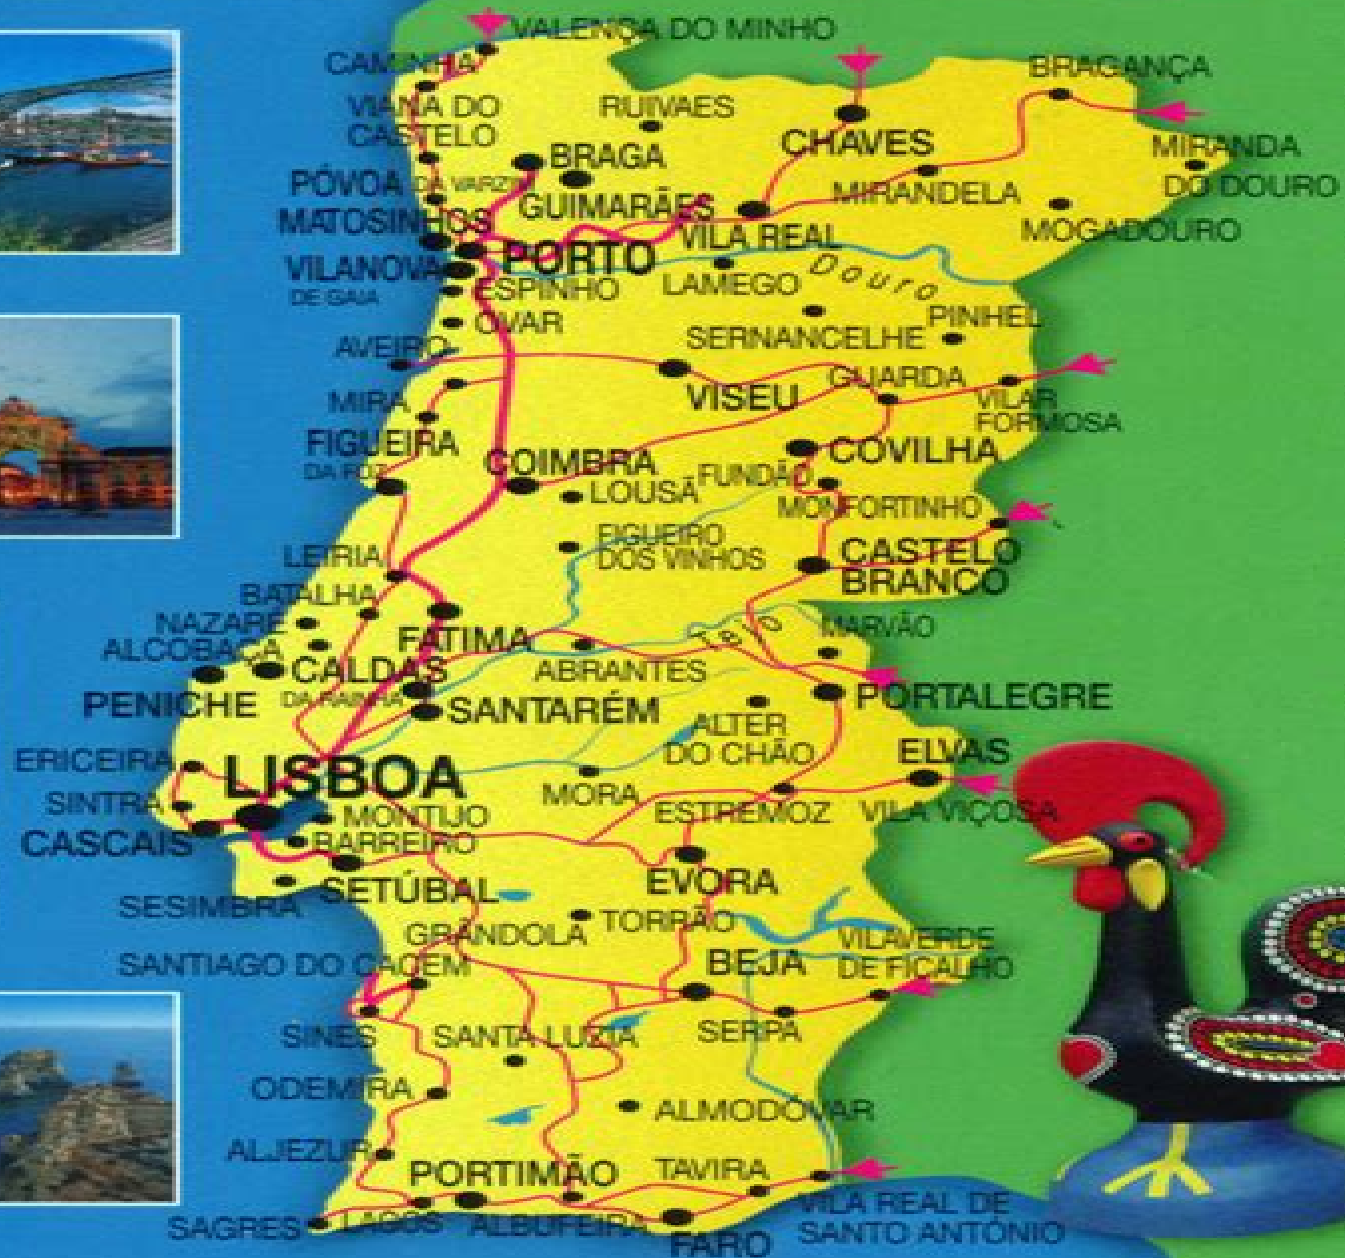 VALENÇA DO MINHO
CAMINHA
BRAGANÇA
VIANA DO
CASTELO
RUIVAES
CHAVES
BRAGA
MIRANDA
DO DOURO
PÓVOA DA VARZIM
MIRANDELA
GUIMARÃES
MATOSINHOS
MOGADOURO
VILA REAL
PORTO
VILANOVA
DE GAIA
ESPINHO
LAMEGO
Douro
PINHEL
OVAR
SERNANCELHE
AVEIRO
GUARDA
VISEU
VILAR
FORMOSA
MIRA
FIGUEIRA
DA FOZ
COVILHA
COIMBRA
FUNDÃO
LOUSÃ
MONFORTINHO
FIGUEIRO
DOS VINHOS
LEIRIA
CASTELO
BRANCO
BATALHA
NAZARÉ
MARVÃO
Tejo
ALCOBAÇA
FATIMA
ABRANTES
CALDAS
DA RAINHA
PENICHE
SANTARÉM
PORTALEGRE
ALTER
DO CHÃO
ELVAS
ERICEIRA
LISBOA
MORA
SINTRA
MONTIJO
ESTREMOZ
VILA VIÇOSA
CASCAIS
BARREIRO
SETÚBAL
EVORA
SESIMBRA
TORRÃO
GRÂNDOLA
VILAVERDE
DE FICALHO
SANTIAGO DO CACEM
BEJA
SINES
SANTA LUZIA
SERPA
ODEMIRA
ALMODÓVAR
ALJEZUR
PORTIMÃO
TAVIRA
VILA REAL DE
SANTO ANTÓNIO
SAGRES
LAGOS
ALBUFEIRA
FARO